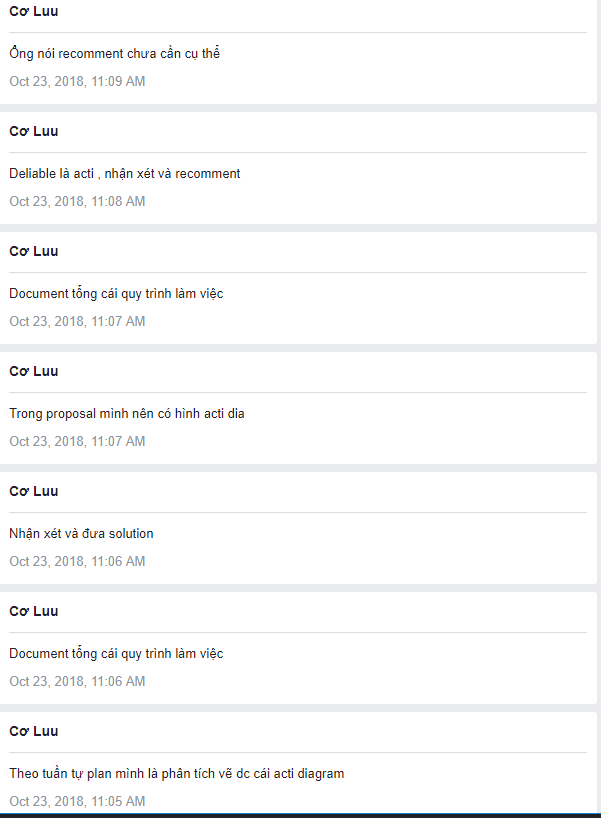 Cơ Luu
Ổng nói recomment chưa cần cụ thể
Oct 23, 2018, 11:09 AM
Cơ Luu
Deliable là acti , nhận xét và recomment
Oct 23, 2018, 11:08 AM
Cơ Luu
Document tổng cái quy trình làm việc
Oct 23, 2018, 11:07 AM
Cơ Luu
Trong proposal mình nên có hình acti dia
Oct 23, 2018, 11:07 AM
Cơ Luu
Nhận xét và đưa solution
Oct 23, 2018, 11:06 AM
Cơ Luu
Document tổng cái quy trình làm việc
Oct 23, 2018, 11:06 AM
Cơ Luu
Theo tuần tự plan mình là phân tích vẽ dc cái acti diagram
Oct 23, 2018, 11:05 AM